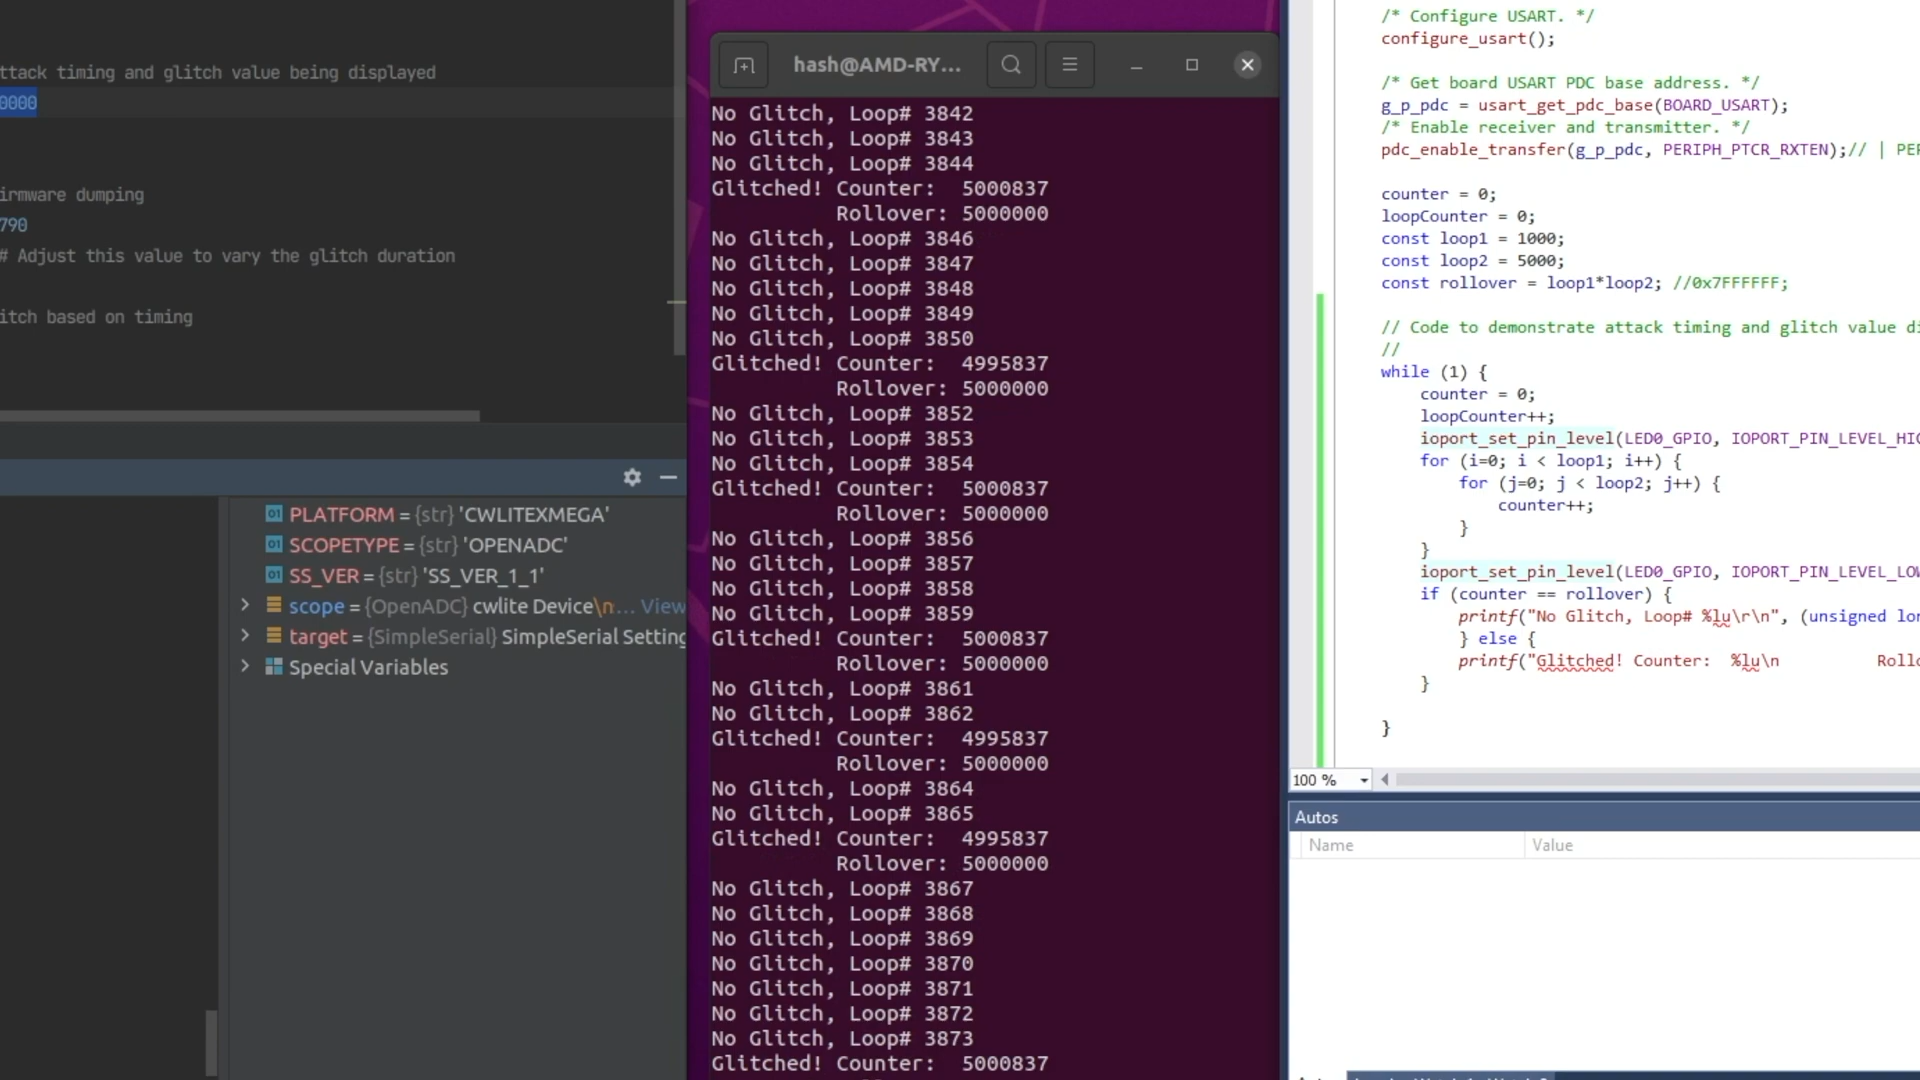 ttack timing and glitch value being displayed
0000
irmware dumping
790
# Adjust this value to vary the glitch duration
itch based on timing
PLATFORM = {str} 'CWLITEXMEGA'
SCOPETYPE = {str} 'OPENADC'
SS_VER = {str} 'SS_VER_1_1'
scope = {OpenADC} cwlite Device\n... View
target = {SimpleSerial} SimpleSerial Setting
Special Variables
hash@AMD-RY...
No Glitch, Loop# 3842
No Glitch, Loop# 3843
No Glitch, Loop# 3844
Glitched! Counter:  5000837
Rollover: 5000000
No Glitch, Loop# 3846
No Glitch, Loop# 3847
No Glitch, Loop# 3848
No Glitch, Loop# 3849
No Glitch, Loop# 3850
Glitched! Counter:  4995837
Rollover: 5000000
No Glitch, Loop# 3852
No Glitch, Loop# 3853
No Glitch, Loop# 3854
Glitched! Counter:  5000837
Rollover: 5000000
No Glitch, Loop# 3856
No Glitch, Loop# 3857
No Glitch, Loop# 3858
No Glitch, Loop# 3859
Glitched! Counter:  5000837
Rollover: 5000000
No Glitch, Loop# 3861
No Glitch, Loop# 3862
Glitched! Counter:  4995837
Rollover: 5000000
No Glitch, Loop# 3864
No Glitch, Loop# 3865
Glitched! Counter:  4995837
Rollover: 5000000
No Glitch, Loop# 3867
No Glitch, Loop# 3868
No Glitch, Loop# 3869
No Glitch, Loop# 3870
No Glitch, Loop# 3871
No Glitch, Loop# 3872
No Glitch, Loop# 3873
Glitched! Counter:  5000837
/* Configure USART. */
configure_usart();
/* Get board USART PDC base address. */
g_p_pdc = usart_get_pdc_base(BOARD_USART);
/* Enable receiver and transmitter. */
pdc_enable_transfer(g_p_pdc, PERIPH_PTCR_RXTEN);// | PE
counter = 0;
loopCounter = 0;
const loop1 = 1000;
const loop2 = 5000;
const rollover = loop1*loop2; //0x7FFFFFF;
// Code to demonstrate attack timing and glitch value di
//
while (1) {
counter = 0;
loopCounter++;
ioport_set_pin_level(LED0_GPIO, IOPORT_PIN_LEVEL_HIG
for (i=0; i < loop1; i++) {
for (j=0; j < loop2; j++) {
counter++;
}
}
ioport_set_pin_level(LED0_GPIO, IOPORT_PIN_LEVEL_LOW
if (counter == rollover) {
printf("No Glitch, Loop# %lu\r\n", (unsigned lon
} else {
printf("Glitched! Counter:  %lu\n          Rollo
}
}
100 %
Autos
Name Value